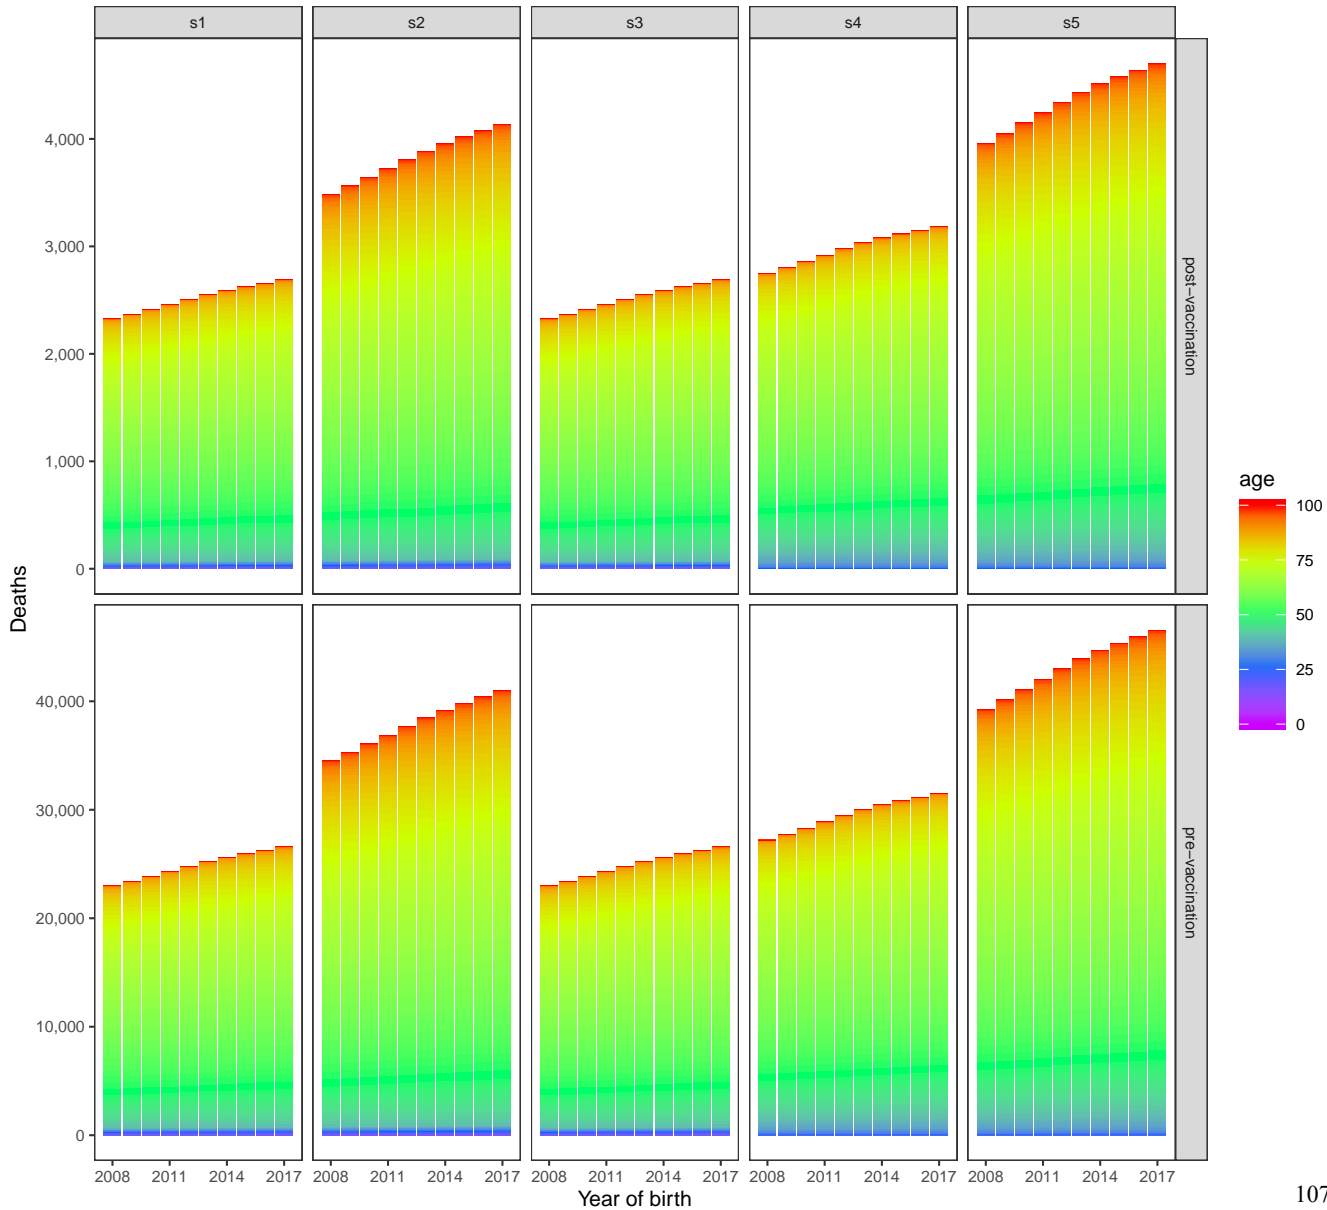 s1 s2 s3 s4 s5
4,000
3,000
2,000
1,000
0
post−vaccination
40,000
30,000
20,000
10,000
0
pre−vaccination
Deaths
2008 2011 2014 2017 2008 2011 2014 2017 2008 2011 2014 2017 2008 2011 2014 2017 2008 2011 2014 2017
Year of birth
age
100
75
50
25
0
107